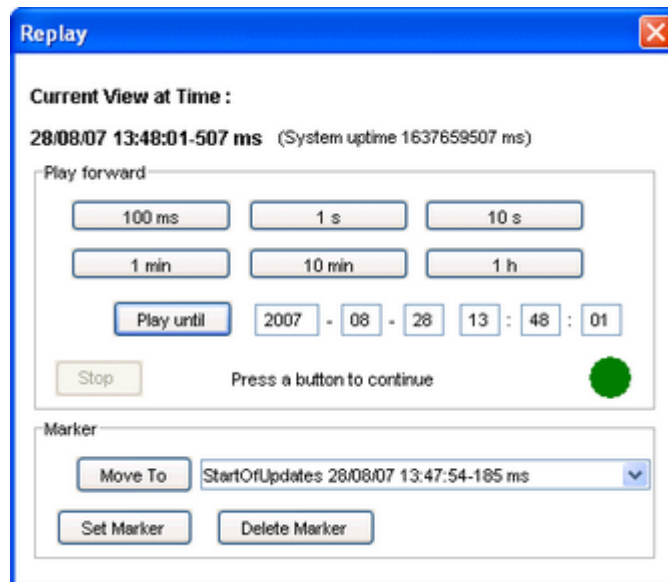 Replay
Current View at Time :
28/08/07 13:48:01-507 ms (System uptime 1637659507 ms)
Play forward
100 ms 1 s 10 s
1 min 10 min 1 h
Play until 2007 - 08 - 28 13 : 48 : 01
Stop Press a button to continue
Marker
Move To StartOfUpdates 28/08/07 13:47:54-185 ms
Set Marker Delete Marker